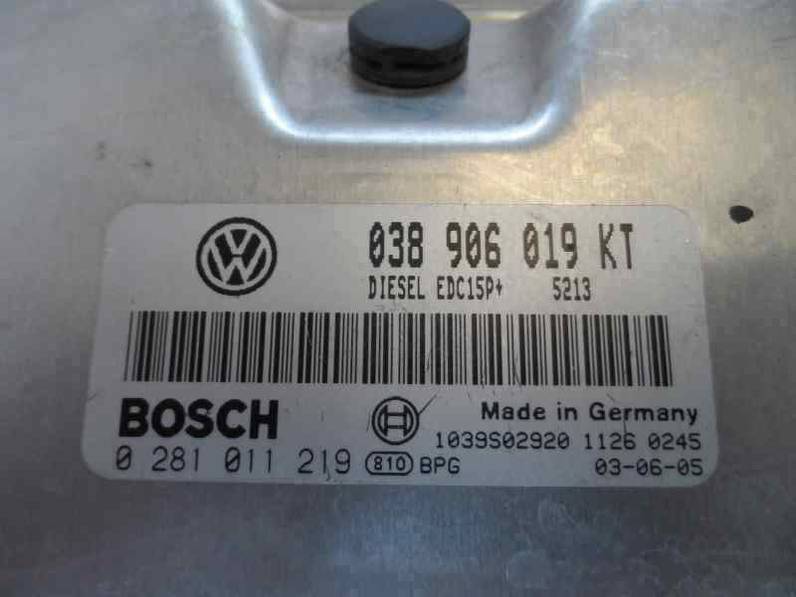 038 906 019 KT
DIESEL EDC15P+ 5213
BOSCH
Made in Germany
1039S02920 1126 0245
0 281 011 219 810 BPG 03-06-05